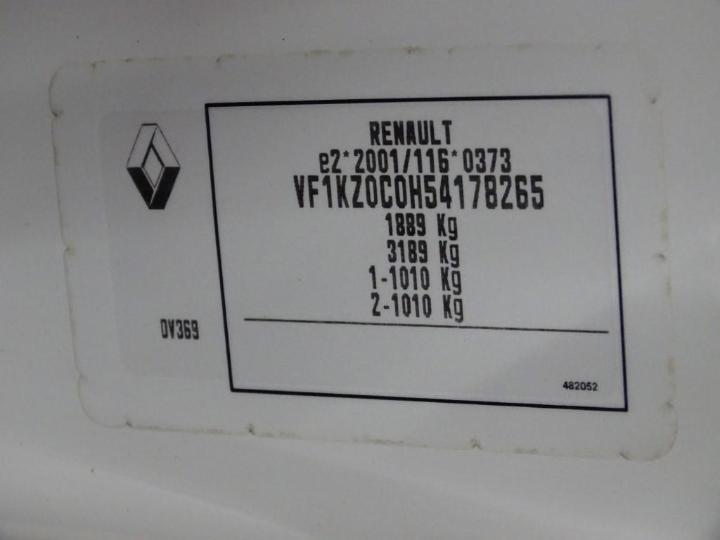 RENAULT
e2*2001/116*0373
VF1KZ0C0H54178265
1889 Kg
3189 Kg
1-1010 Kg
2-1010 Kg
DV369
482052